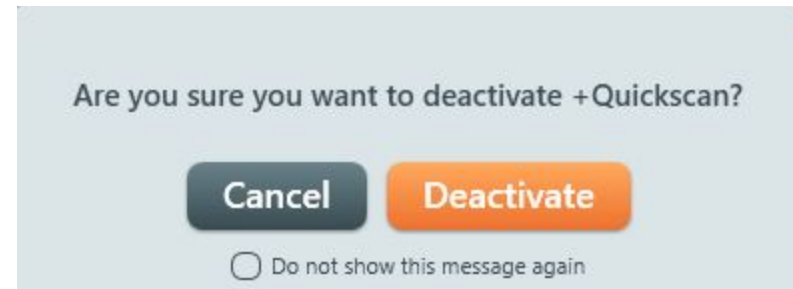 Are you sure you want to deactivate +Quickscan?
Cancel
Deactivate
Do not show this message again